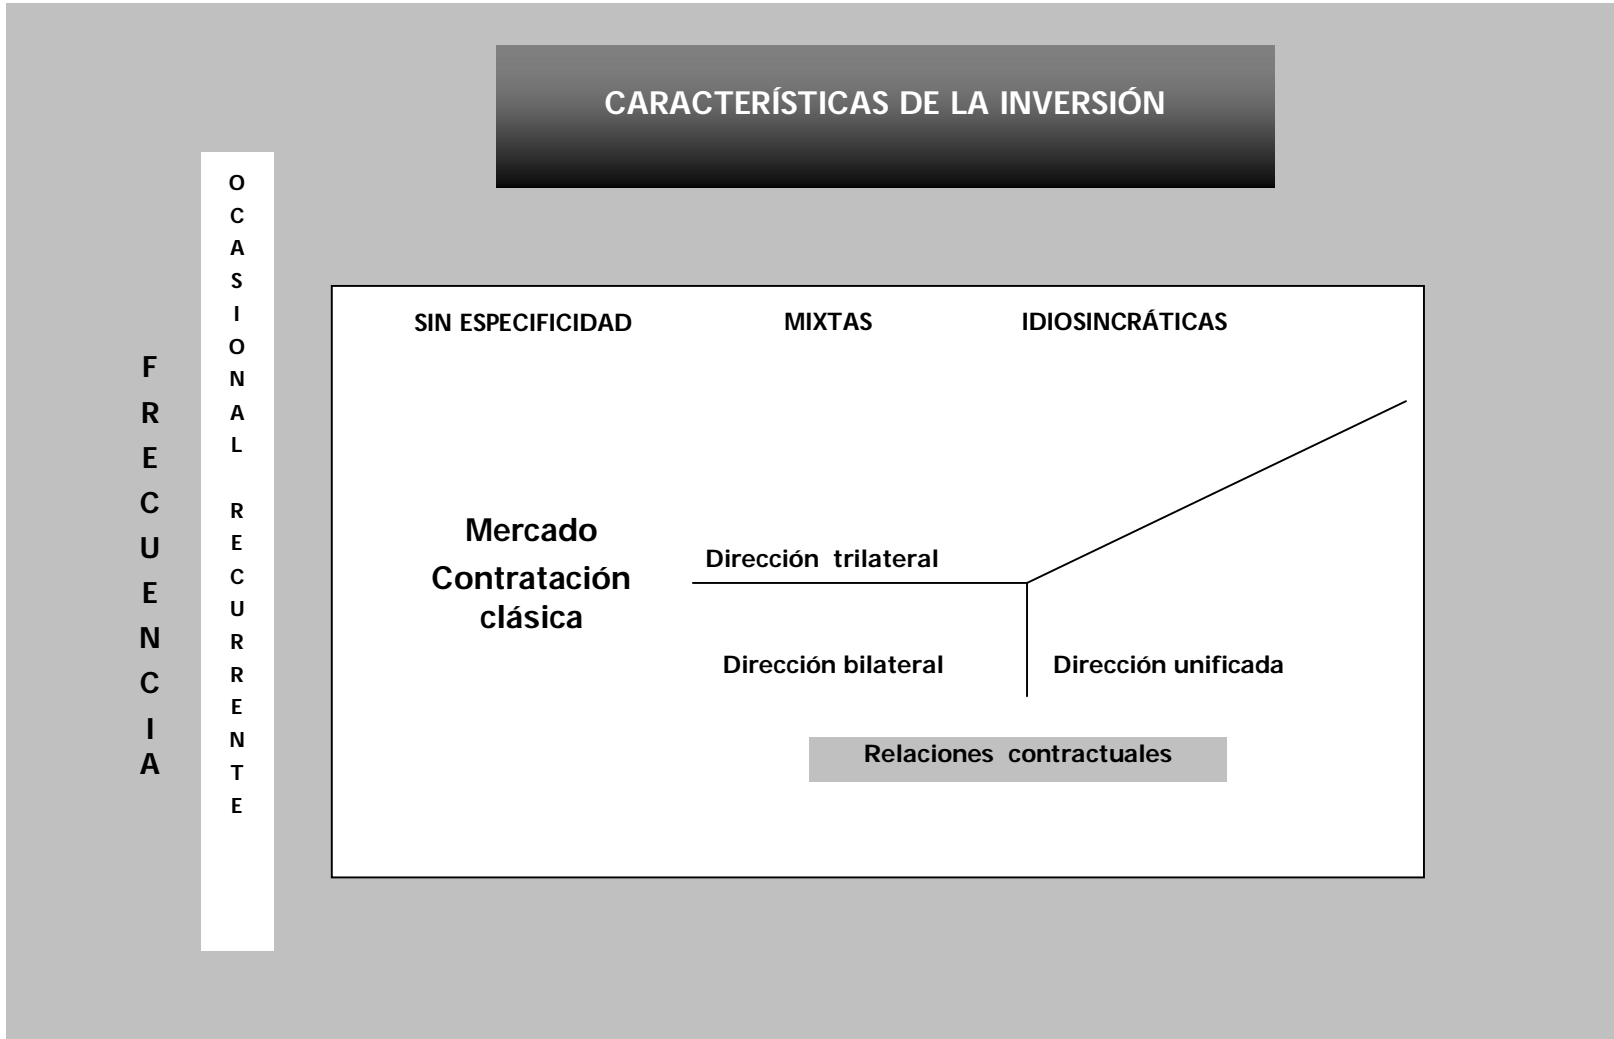 CARACTERÍSTICAS DE LA INVERSIÓN
FRECUENCIA
OCASIONAL RECURRENTE
SIN ESPECIFICIDAD MIXTAS IDIOSINCRÁTICAS
Mercado
Contratación
clásica
Dirección trilateral
Dirección bilateral Dirección unificada
Relaciones contractuales